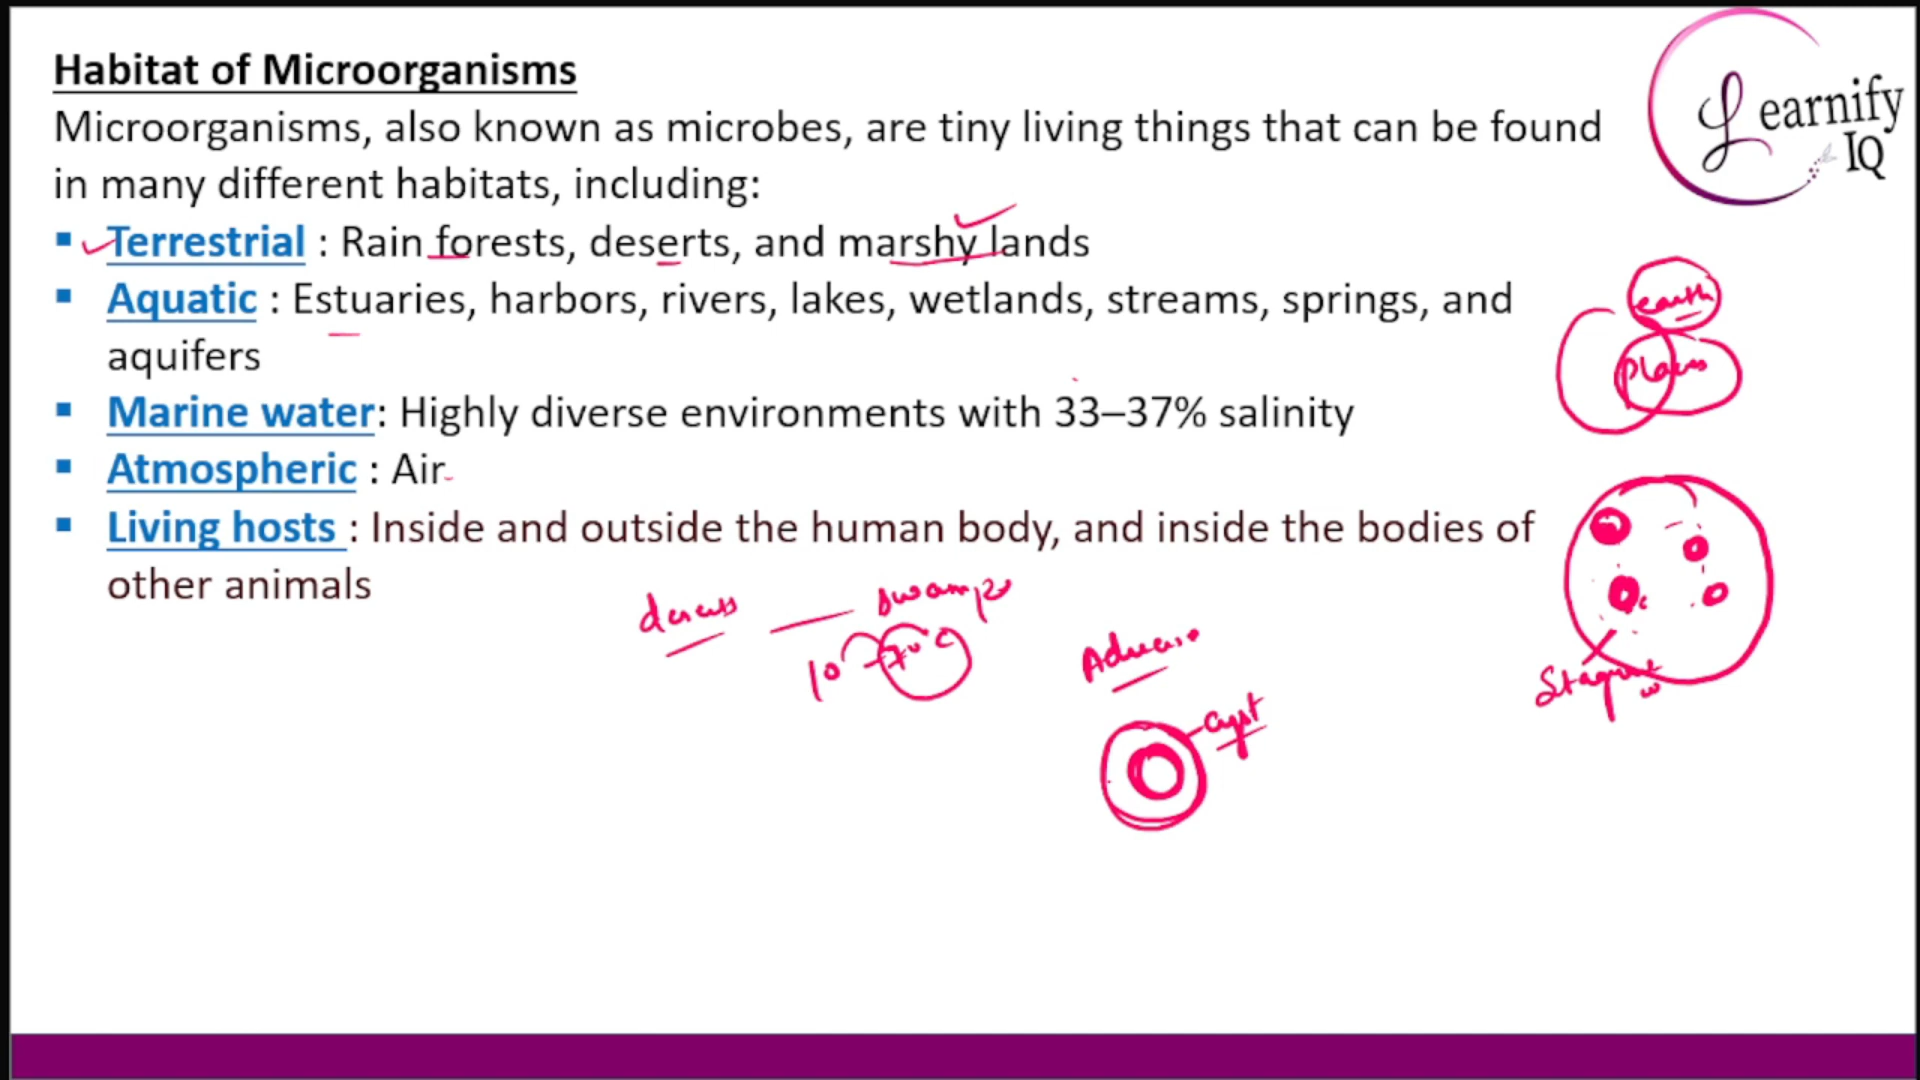 Habitat of Microorganisms
Microorganisms, also known as microbes, are tiny living things that can be found
in many different habitats, including:
▪ Terrestrial : Rain forests, deserts, and marshy lands
▪ Aquatic : Estuaries, harbors, rivers, lakes, wetlands, streams, springs, and
aquifers
▪ Marine water: Highly diverse environments with 33–37% salinity
▪ Atmospheric : Air
▪ Living hosts : Inside and outside the human body, and inside the bodies of
other animals
Learnify
IQ
earth
swamps
10
cyst